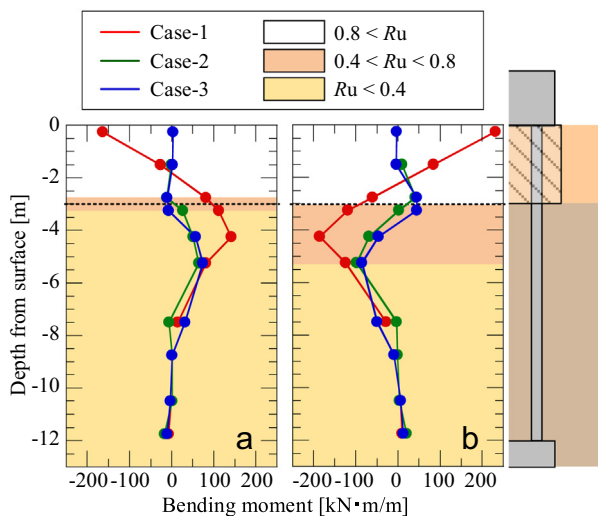 Case-1 0.8 < Ru
Case-2 0.4 < Ru < 0.8
Case-3 Ru < 0.4
0
-2
-4
-6
-8
-10
-12
Depth from surface [m]
a b
-200 -100 0 100 200 -200 -100 0 100 200
Bending moment [kN・m/m]